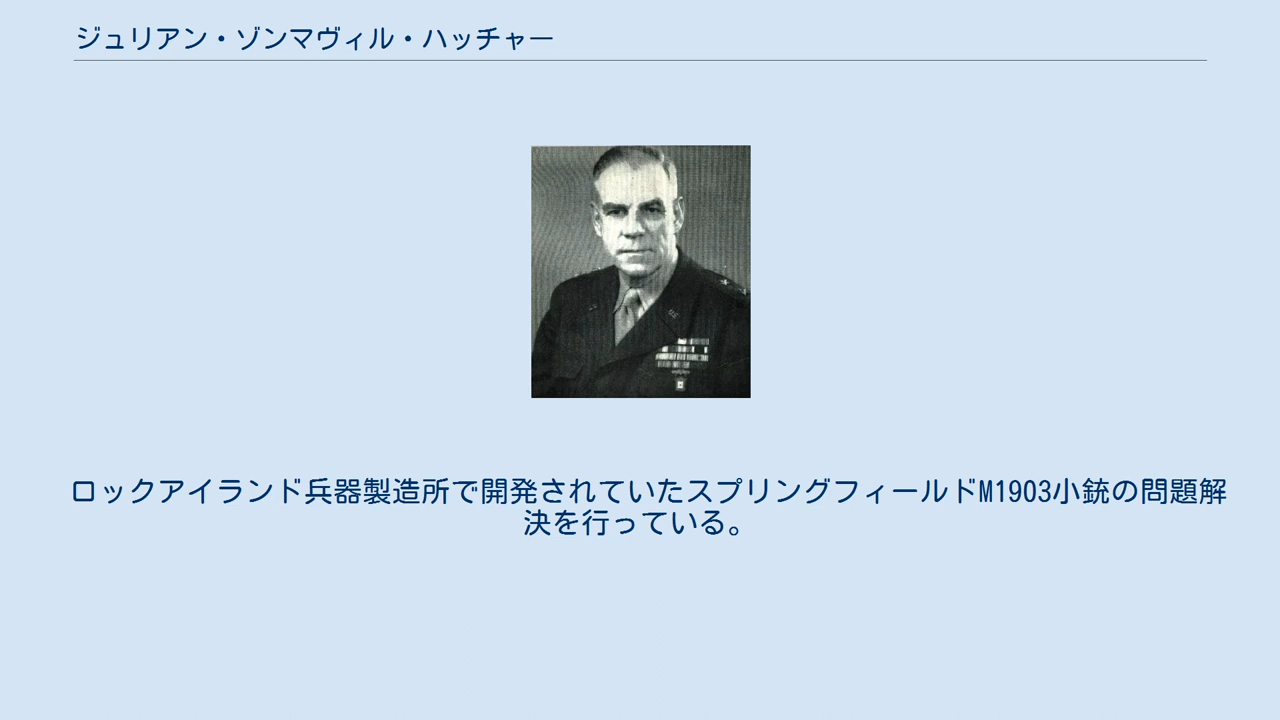 ジュリアン・ゾンマヴィル・ハッチャー
ロックアイランド兵器製造所で開発されていたスプリングフィールドM1903小銃の問題解
決を行っている。